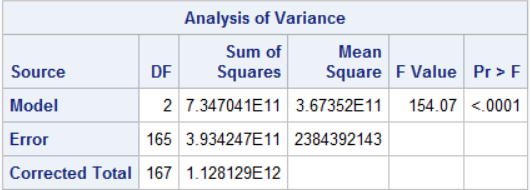 Analysis of Variance
Source DF Sum of Squares Mean Square F Value Pr > F
Model 2 7.347041E11 3.67352E11 154.07 <.0001
Error 165 3.934247E11 2384392143
Corrected Total 167 1.128129E12